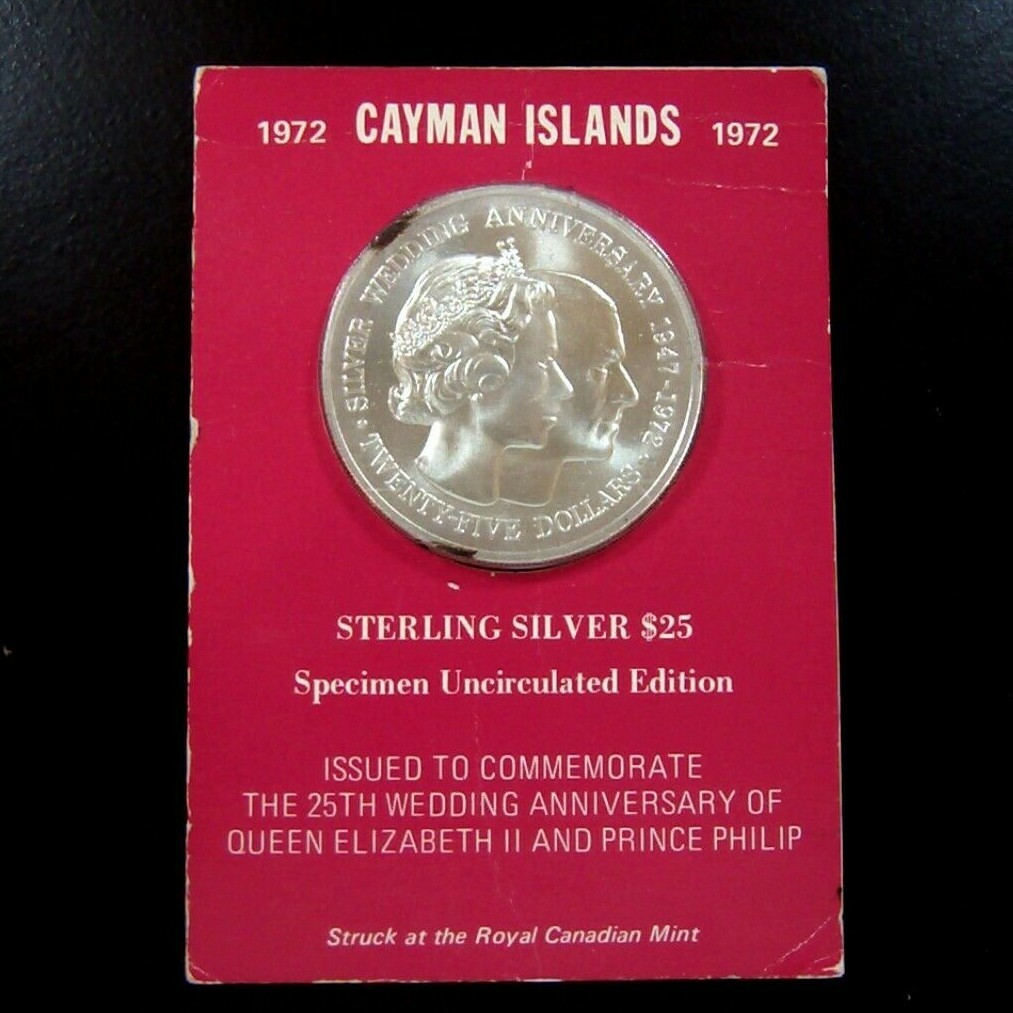 1972 CAYMAN ISLANDS 1972
· SILVER WEDDING ANNIVERSARY 1947-1972 ·
TWENTY-FIVE DOLLARS
STERLING SILVER $25
Specimen Uncirculated Edition
ISSUED TO COMMEMORATE
THE 25TH WEDDING ANNIVERSARY OF
QUEEN ELIZABETH II AND PRINCE PHILIP
Struck at the Royal Canadian Mint